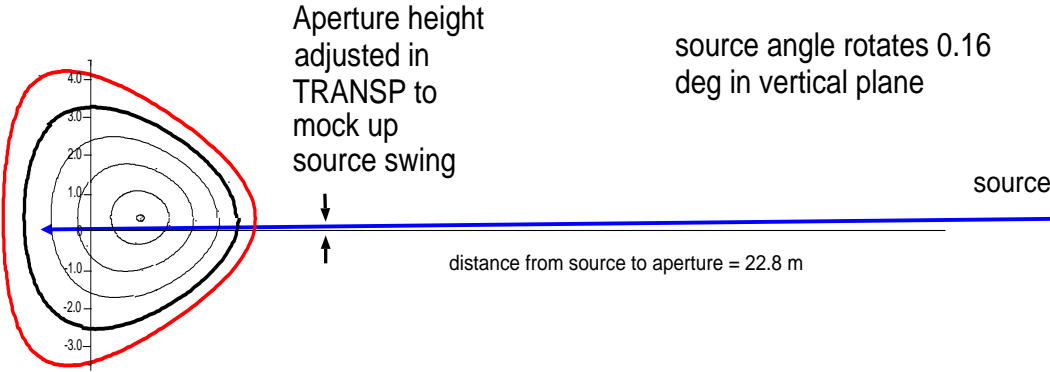 Aperture height
adjusted in
TRANSP to
mock up
source swing
source angle rotates 0.16
deg in vertical plane
source
distance from source to aperture = 22.8 m
4.0
3.0
2.0
1.0
0
-1.0
-2.0
-3.0